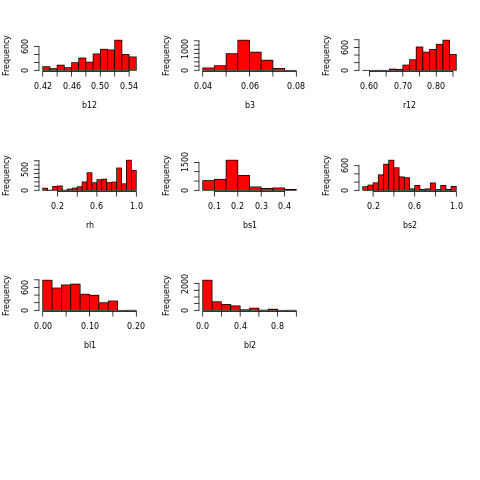 Frequency
0 600
0.42 0.46 0.50 0.54
b12
Frequency
0 1000
0.04 0.06 0.08
b3
Frequency
0 600
0.60 0.70 0.80
r12
Frequency
0 500
0.2 0.6 1.0
rh
Frequency
0 1500
0.1 0.2 0.3 0.4
bs1
Frequency
0 600
0.2 0.6 1.0
bs2
Frequency
0 600
0.00 0.10 0.20
bl1
Frequency
0 2000
0.0 0.4 0.8
bl2